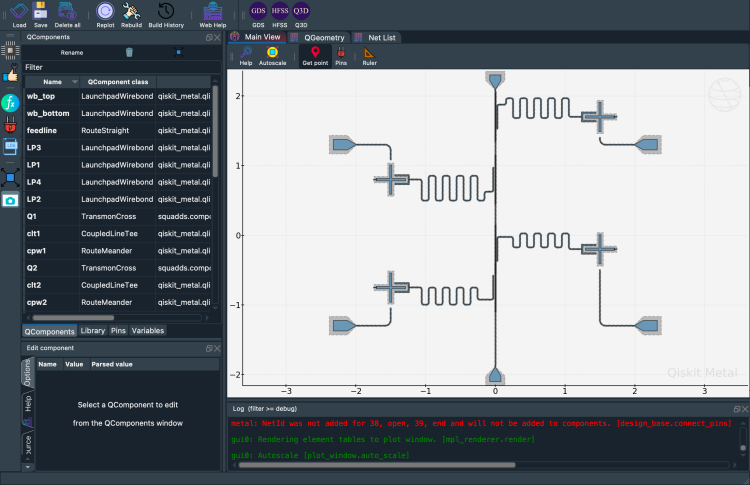 Load Save Delete all Replot Rebuild Build History Web Help GDS HFSS Q3D
GDS HFSS Q3D
QComponents
Main View QGeometry Net List
Rename
Help Autoscale Get point Pins Ruler
Filter
Name QComponent class
wb_top LaunchpadWirebond qiskit_metal.qli
wb_bottom LaunchpadWirebond qiskit_metal.qli
feedline RouteStraight qiskit_metal.qli
LP3 LaunchpadWirebond qiskit_metal.qli
LP1 LaunchpadWirebond qiskit_metal.qli
LP4 LaunchpadWirebond qiskit_metal.qli
LP2 LaunchpadWirebond qiskit_metal.qli
Q1 TransmonCross squadds.compo
clt1 CoupledLineTee qiskit_metal.qli
cpw1 RouteMeander qiskit_metal.qli
Q2 TransmonCross squadds.compo
clt2 CoupledLineTee qiskit_metal.qli
cpw2 RouteMeander qiskit_metal.qli
QComponents Library Pins Variables
Edit component
Options
Help
ource
Name Value Parsed value
Select a QComponent to edit
from the QComponents window
2
1
0
−1
−2
−3 −2 −1 0 1 2 3
Qiskit Metal
Log (filter >= debug)
metal: NetId was not added for 38, open, 39, end and will not be added to components. [design_base.connect_pins]
gui0: Rendering element tables to plot window. [mpl_renderer.render]
gui0: Autoscale [plot_window.auto_scale]